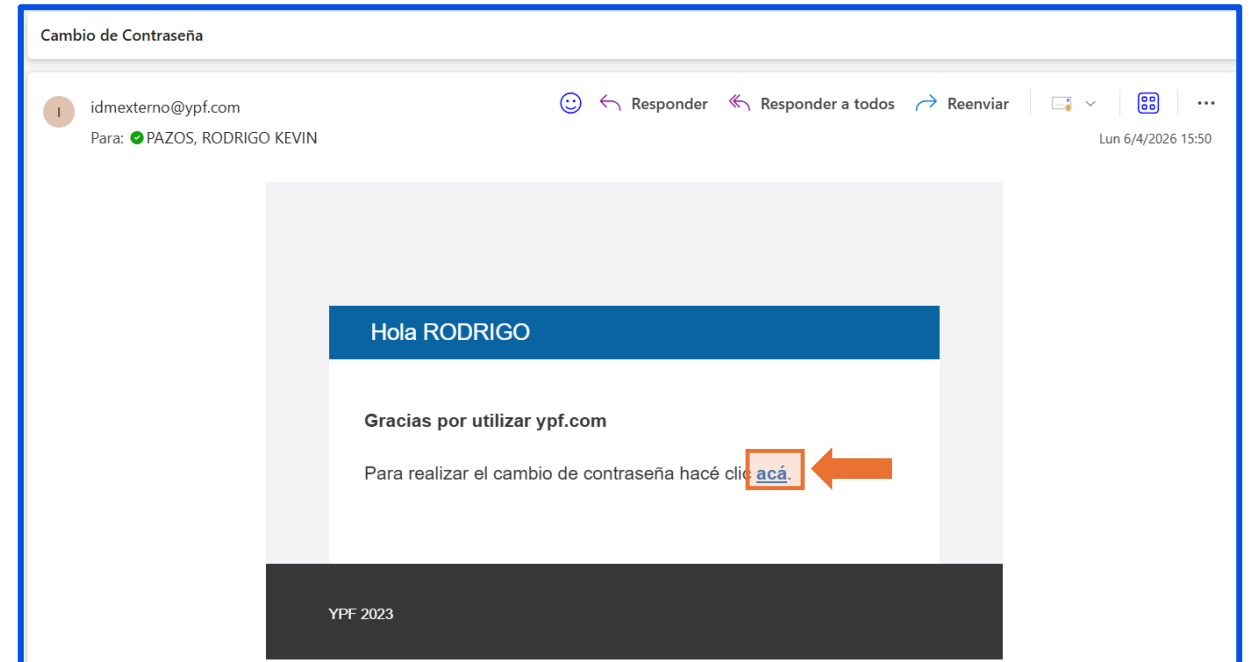 Cambio de Contraseña
I
idmexterno@ypf.com
Responder
Responder a todos
Reenviar
Para: PAZOS, RODRIGO KEVIN
Lun 6/4/2026 15:50
Hola RODRIGO
Gracias por utilizar ypf.com
Para realizar el cambio de contraseña hacé clic acá.
YPF 2023